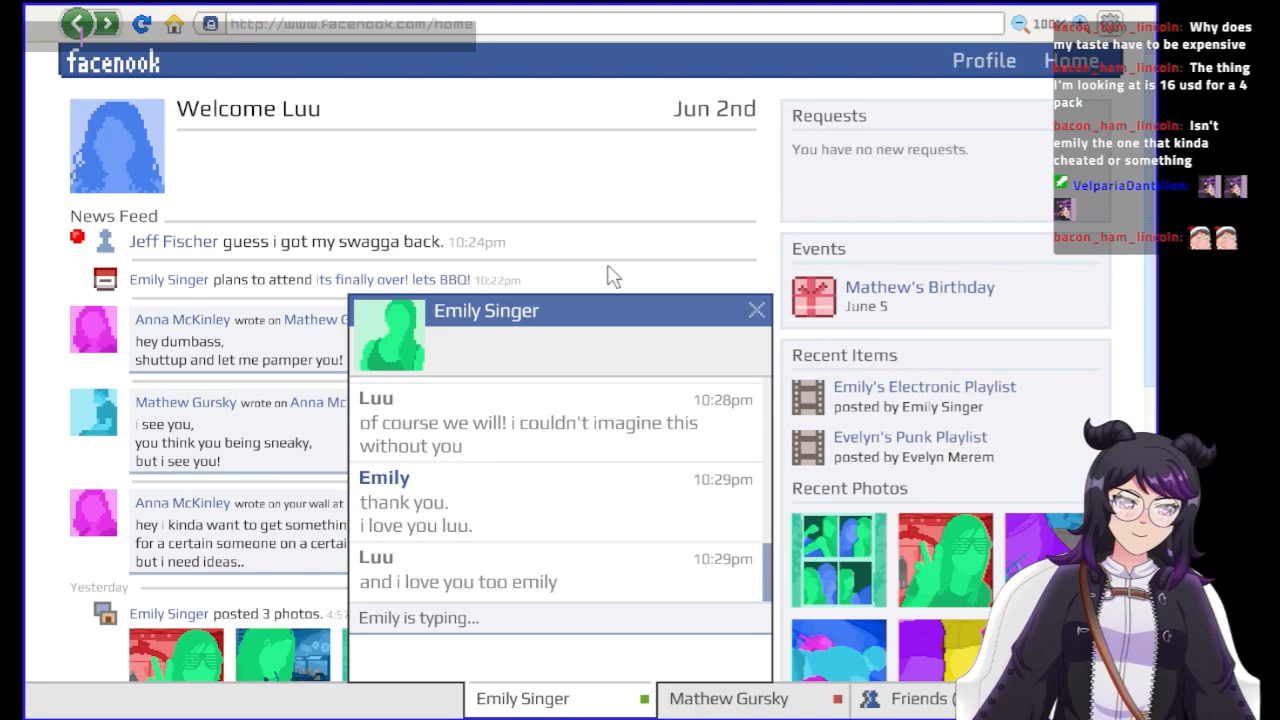 http://www.facenook.com/home
100%
facenook
Profile
Home
Welcome Luu
Jun 2nd
News Feed
Jeff Fischer guess i got my swagga back. 10:24pm
Emily Singer plans to attend its finally over! lets BBQ! 10:22pm
Anna McKinley wrote on Mathew G
hey dumbass,
shuttup and let me pamper you!
Mathew Gursky wrote on Anna Mc
i see you,
you think you being sneaky,
but i see you!
Anna McKinley wrote on your wall at
hey i kinda want to get somethin
for a certain someone on a certai
but i need ideas..
Yesterday
Emily Singer posted 3 photos. 4:57
Emily Singer
Luu 10:28pm
of course we will! i couldn't imagine this
without you
Emily 10:29pm
thank you.
i love you luu.
Luu 10:29pm
and i love you too emily
Emily is typing...
Requests
You have no new requests.
Events
Mathew's Birthday
June 5
Recent Items
Emily's Electronic Playlist
posted by Emily Singer
Evelyn's Punk Playlist
posted by Evelyn Merem
Recent Photos
Emily Singer
Mathew Gursky
Friends (
bacon_ham_lincoln: Why does
my taste have to be expensive
bacon_ham_lincoln: The thing
I'm looking at is 16 usd for a 4
pack
bacon_ham_lincoln: Isn't
emily the one that kinda
cheated or something
VelpariaDantalion:
bacon_ham_lincoln: